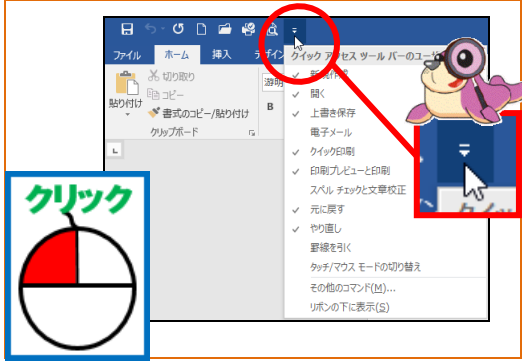 ファイル ホーム 挿入 デザイン
クイック アクセス ツール バーのユーザー
切り取り
コピー
貼り付け
書式のコピー/貼り付け
クリップボード
游明
B
新規作成
開く
上書き保存
電子メール
クイック印刷
印刷プレビューと印刷
スペル チェックと文章校正
元に戻す
やり直し
罫線を引く
タッチ/マウス モードの切り替え
その他のコマンド(M)...
リボンの下に表示(S)
クリック
クイッ